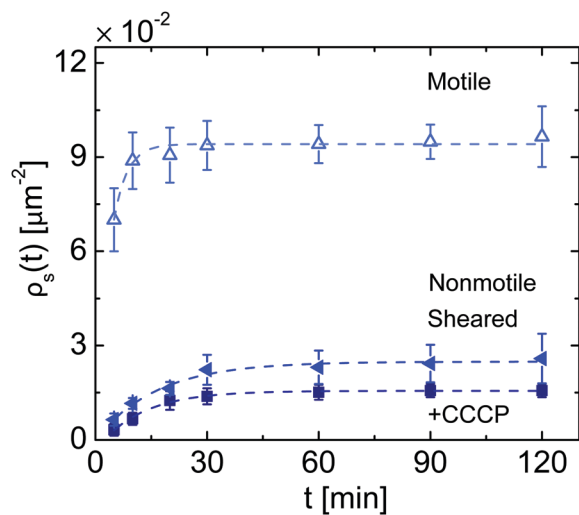 × 10⁻²
12
9
6
3
0
ρₛ(t) [μm⁻²]
Motile
Nonmotile
Sheared
+CCCP
0 30 60 90 120
t [min]